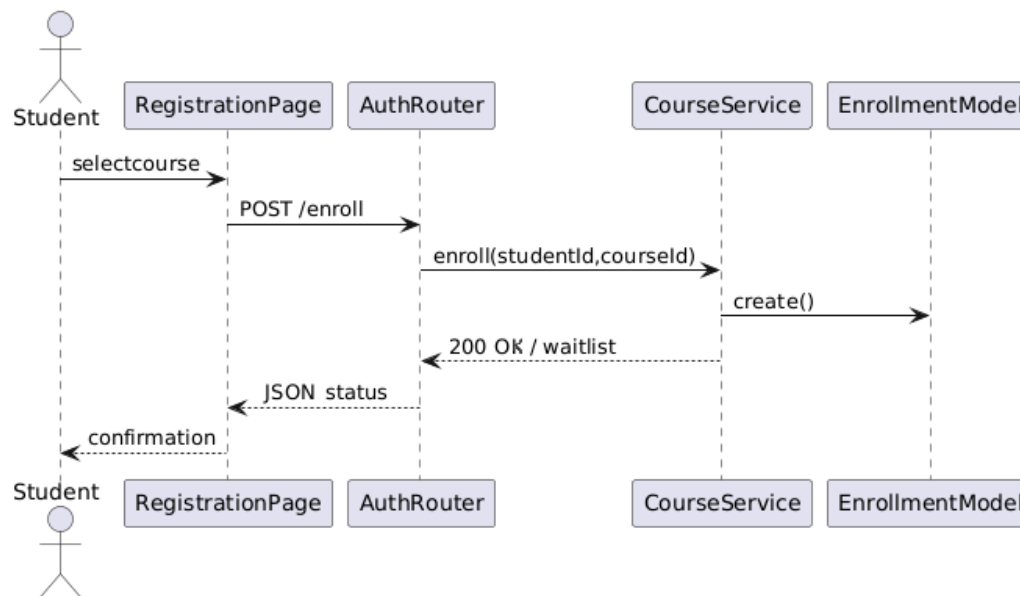 Student
RegistrationPage
AuthRouter
CourseService
EnrollmentModel
selectcourse
POST /enroll
enroll(studentId,courseId)
create()
200 OK / waitlist
JSON status
confirmation
Student
RegistrationPage
AuthRouter
CourseService
EnrollmentModel